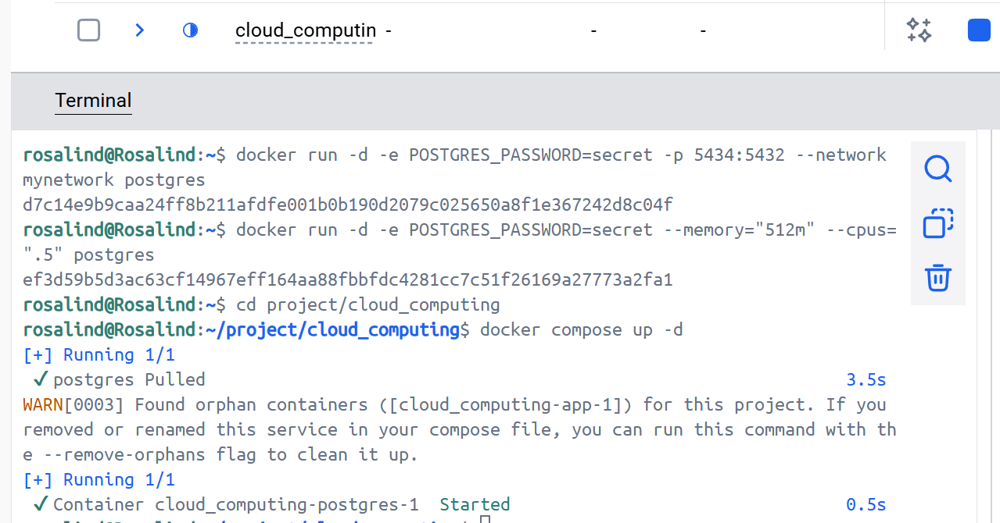 cloud_computin - - -
Terminal
rosalind@Rosalind:~$ docker run -d -e POSTGRES_PASSWORD=secret -p 5434:5432 --network
mynetwork postgres
d7c14e9b9caa24ff8b211afdfe001b0b190d2079c025650a8f1e367242d8c04f
rosalind@Rosalind:~$ docker run -d -e POSTGRES_PASSWORD=secret --memory="512m" --cpus=
".5" postgres
ef3d59b5d3ac63cf14967eff164aa88fbbfdc4281cc7c51f26169a27773a2fa1
rosalind@Rosalind:~$ cd project/cloud_computing
rosalind@Rosalind:~/project/cloud_computing$ docker compose up -d
[+] Running 1/1
✓ postgres Pulled 3.5s
WARN[0003] Found orphan containers ([cloud_computing-app-1]) for this project. If you
removed or renamed this service in your compose file, you can run this command with th
e --remove-orphans flag to clean it up.
[+] Running 1/1
✓ Container cloud_computing-postgres-1 Started 0.5s